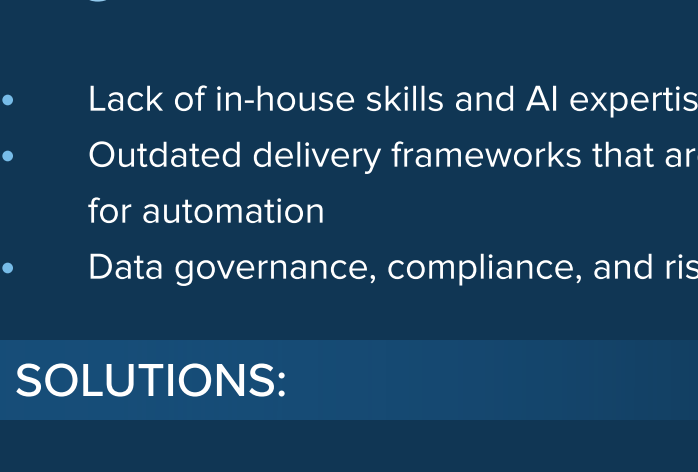 • Lack of in-house skills and AI
• Outdated delivery frameworks that
for automation
• Data governance, compliance, and
SOLUTIONS: